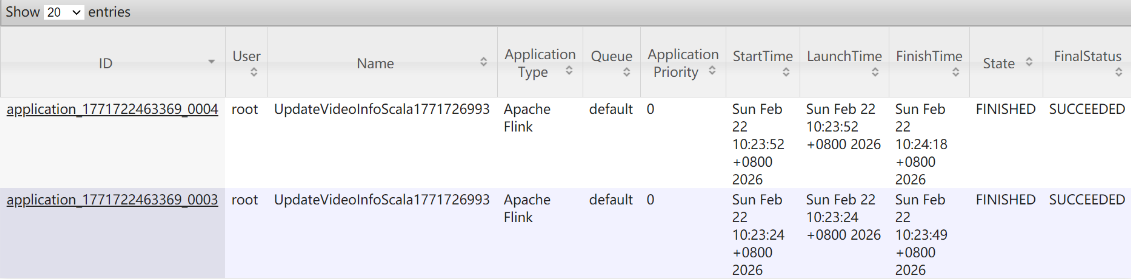 Show 20 entries
ID User Name Application Type Queue Application Priority StartTime LaunchTime FinishTime State FinalStatus
application_1771722463369_0004 root UpdateVideoInfoScala1771726993 Apache Flink default 0 Sun Feb 22 10:23:52 +0800 2026 Sun Feb 22 10:23:52 +0800 2026 Sun Feb 22 10:24:18 +0800 2026 FINISHED SUCCEEDED
application_1771722463369_0003 root UpdateVideoInfoScala1771726993 Apache Flink default 0 Sun Feb 22 10:23:24 +0800 2026 Sun Feb 22 10:23:24 +0800 2026 Sun Feb 22 10:23:49 +0800 2026 FINISHED SUCCEEDED